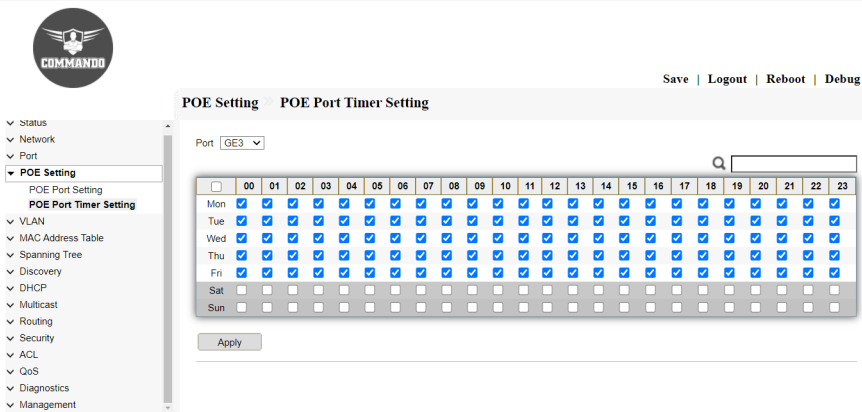 COMMANDO
Save | Logout | Reboot | Debug
POE Setting POE Port Timer Setting
Status
Network
Port
POE Setting
POE Port Setting
POE Port Timer Setting
VLAN
MAC Address Table
Spanning Tree
Discovery
DHCP
Multicast
Routing
Security
ACL
QoS
Diagnostics
Management
Port GE3
00 01 02 03 04 05 06 07 08 09 10 11 12 13 14 15 16 17 18 19 20 21 22 23
Mon
Tue
Wed
Thu
Fri
Sat
Sun
Apply